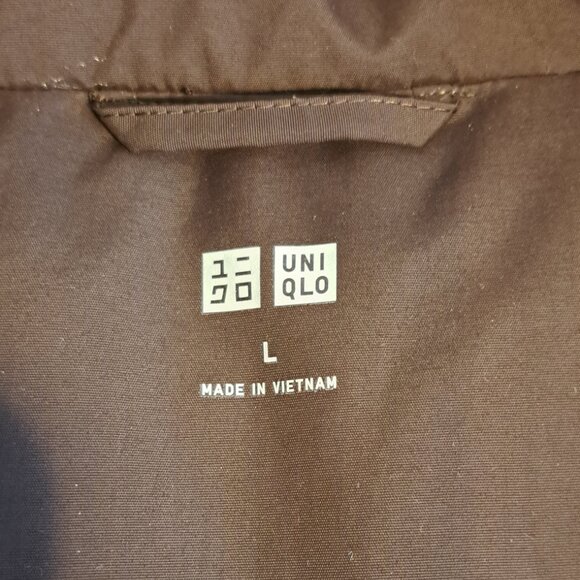 ユニ UNI
クロ QLO
L
MADE IN VIETNAM